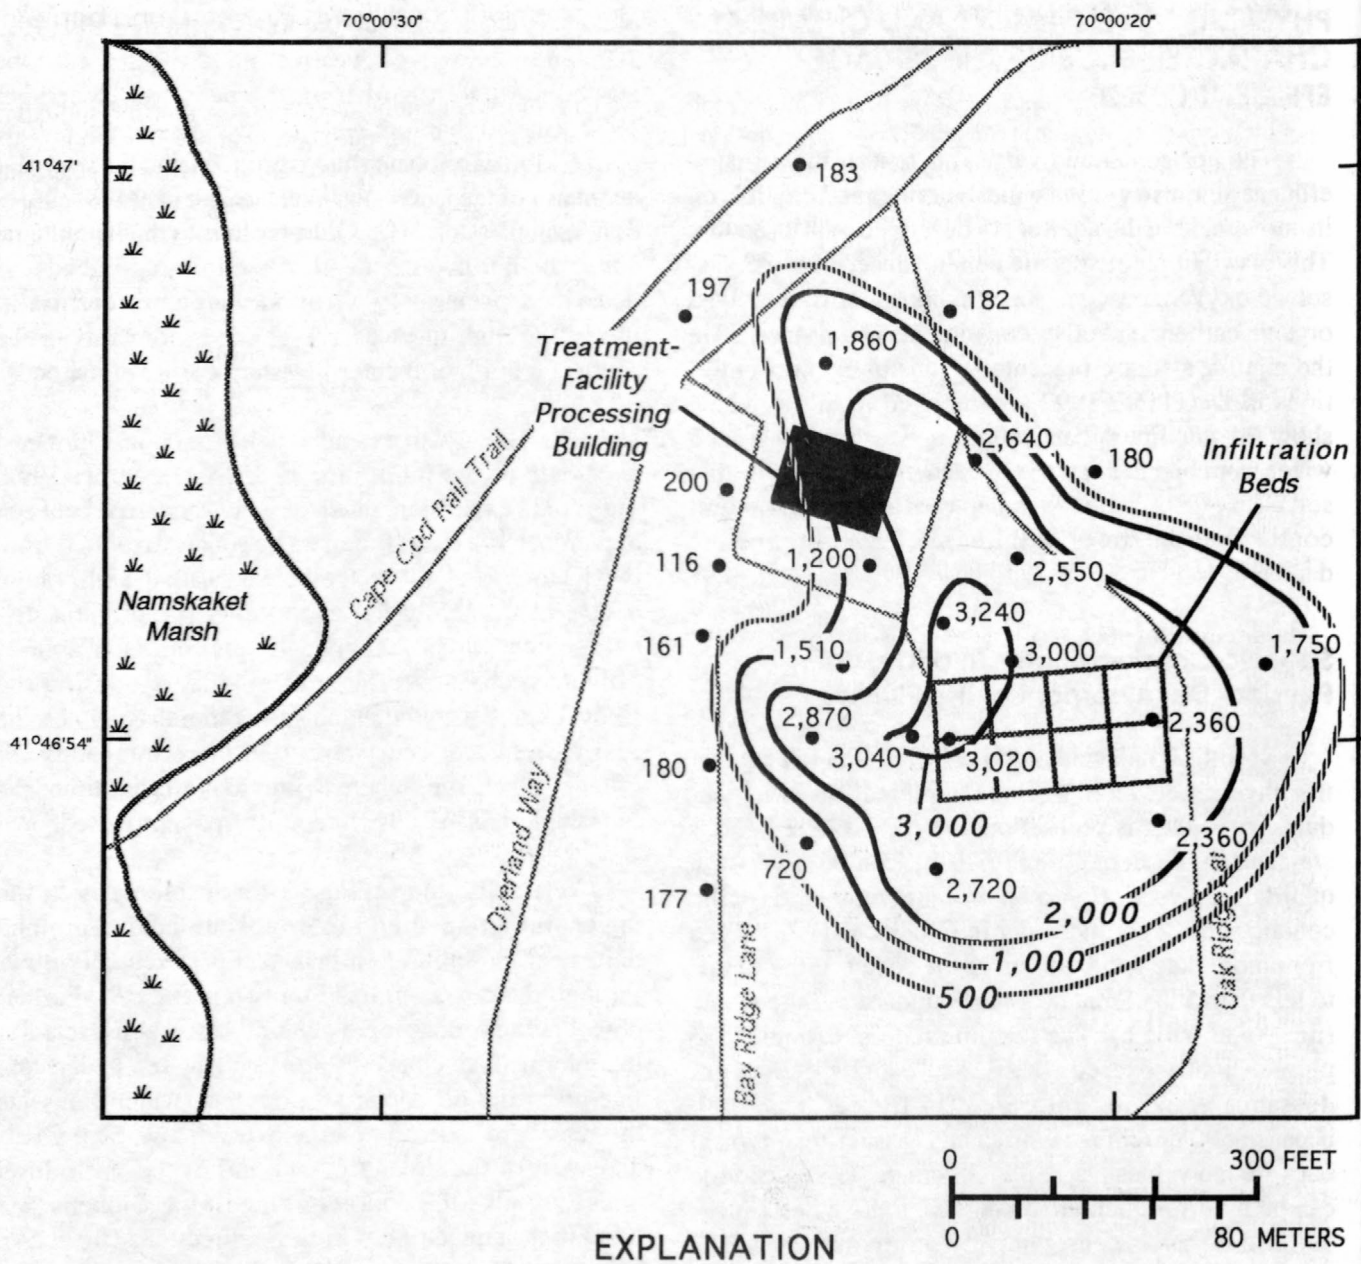 70°00'30"
70°00'20"
41°47'
183
197
182
Treatment-
Facility
Processing
Building
1,860
2,640
180
Infiltration
Beds
200
Cape Cod Rail Trail
116
1,200
2,550
Namskaket
Marsh
3,240
161
1,510
3,000
1,750
2,870
2,360
41°46'54"
3,040
3,020
180
Overland Way
3,000
2,360
720
2,720
177
2,000
Bay Ridge Lane
1,000
500
0
300 FEET
0
80 METERS
EXPLANATION